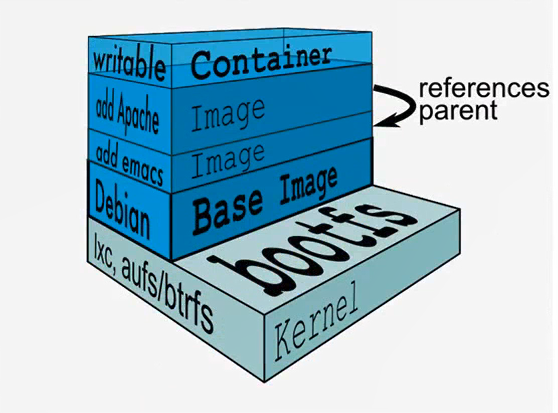 writable Container
add Apache Image
references
parent
add emacs Image
Debian Base Image
bootfs
lxc, aufs/btrfs
Kernel